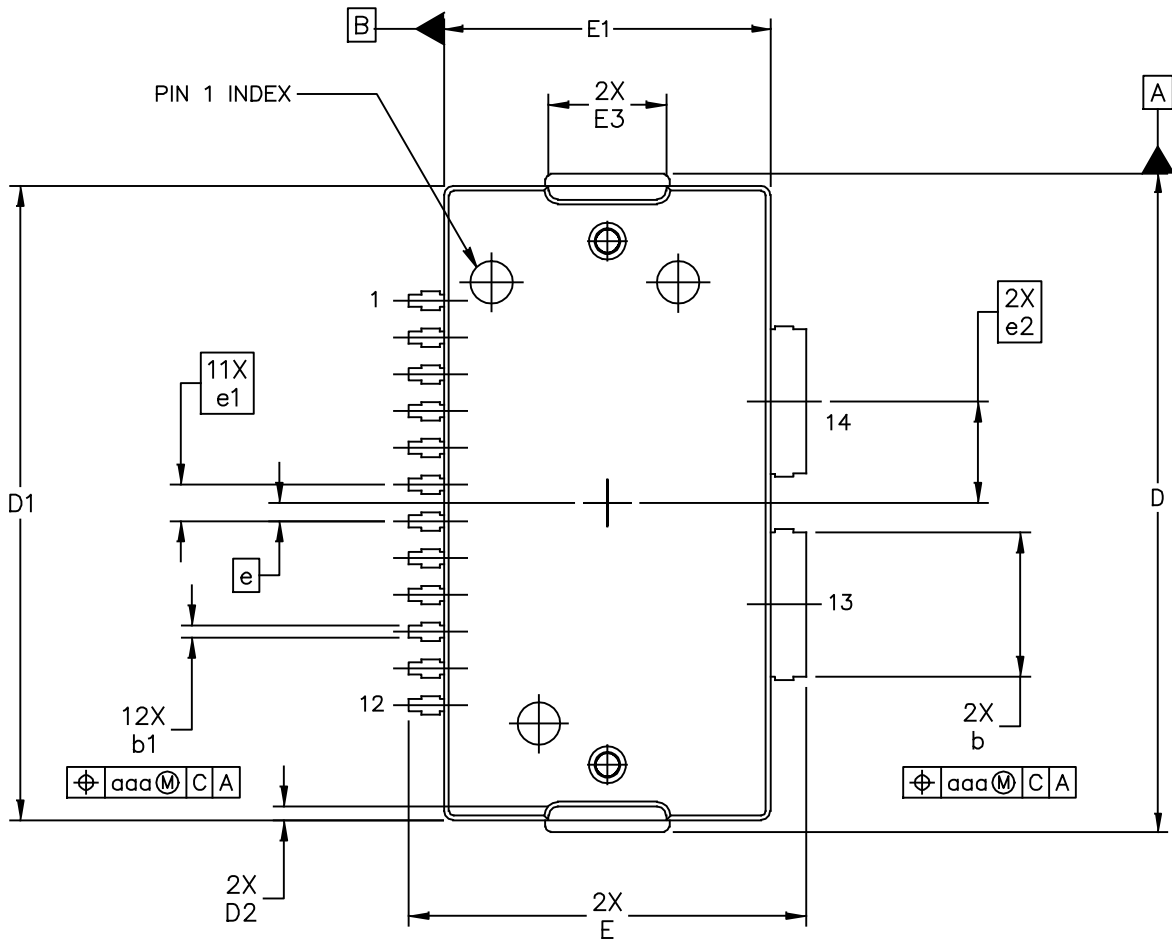 B
E1
PIN 1 INDEX
2X
E3
A
1
2X
e2
11X
e1
14
D1
D
e
13
12X
b1
12
2X
b
⌖ aaa Ⓜ C A
⌖ aaa Ⓜ C A
2X
D2
2X
E